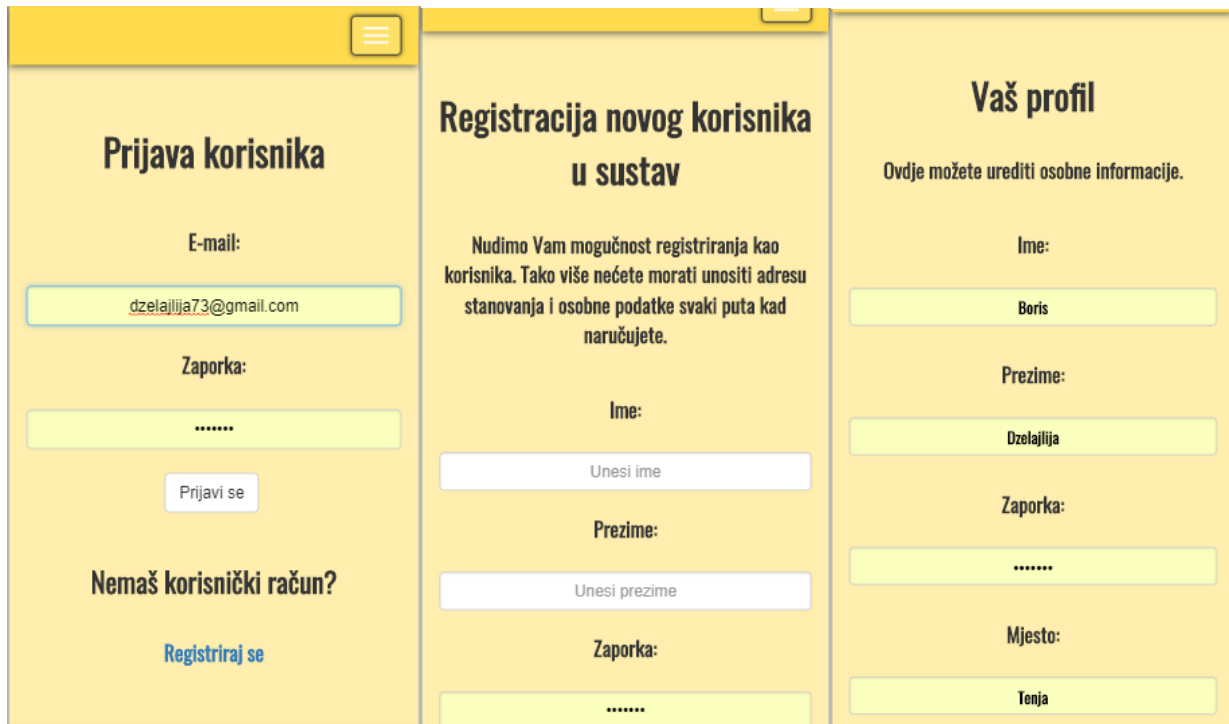 Prijava korisnika
E-mail:
dzelajlija73@gmail.com
Zaporka:
•••••••
Prijavi se
Nemaš korisnički račun?
Registriraj se
Registracija novog korisnika
u sustav
Nudimo Vam mogučnost registriranja kao
korisnika. Tako više nećete morati unositi adresu
stanovanja i osobne podatke svaki puta kad
naručujete.
Ime:
Unesi ime
Prezime:
Unesi prezime
Zaporka:
•••••••
Vaš profil
Ovdje možete urediti osobne informacije.
Ime:
Boris
Prezime:
Dzelajlija
Zaporka:
•••••••
Mjesto:
Tenja